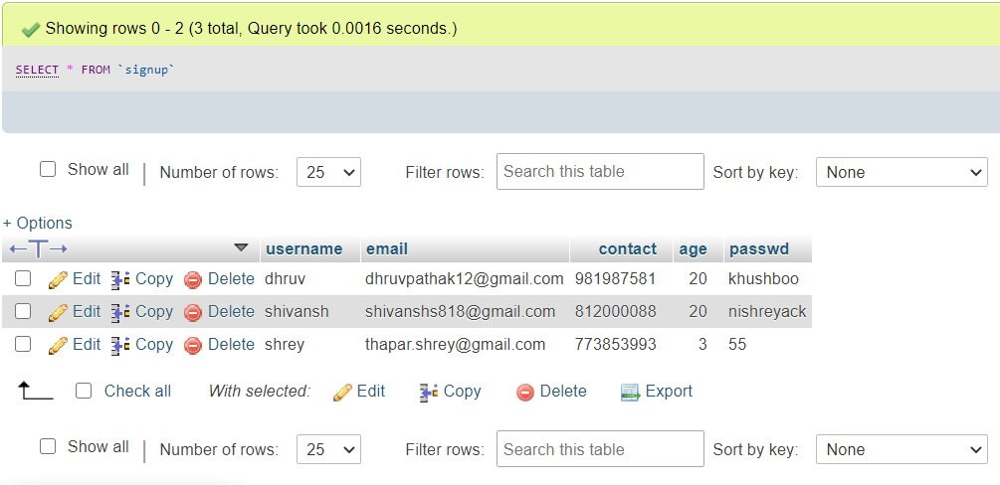 Showing rows 0 - 2 (3 total, Query took 0.0016 seconds.)
SELECT * FROM `signup`
Show all | Number of rows: 25 Filter rows: Search this table Sort by key: None
+ Options
←T→ username email contact age passwd
Edit Copy Delete dhruv dhruvpathak12@gmail.com 981987581 20 khushboo
Edit Copy Delete shivansh shivanshs818@gmail.com 812000088 20 nishreyack
Edit Copy Delete shrey thapar.shrey@gmail.com 773853993 3 55
Check all With selected: Edit Copy Delete Export
Show all | Number of rows: 25 Filter rows: Search this table Sort by key: None